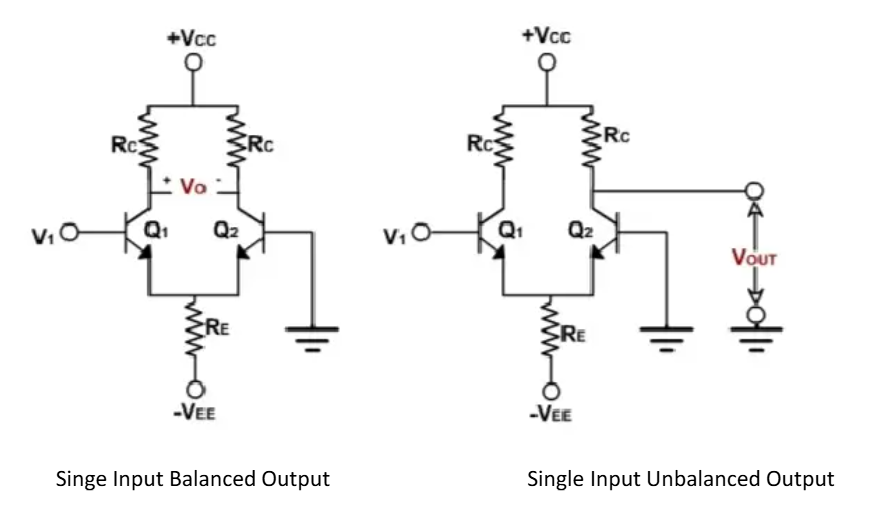 +VCC
+VCC
RC
RC
RC
RC
+ VO -
V1
Q1
Q2
V1
Q1
Q2
VOUT
RE
RE
-VEE
-VEE
Singe Input Balanced Output
Single Input Unbalanced Output